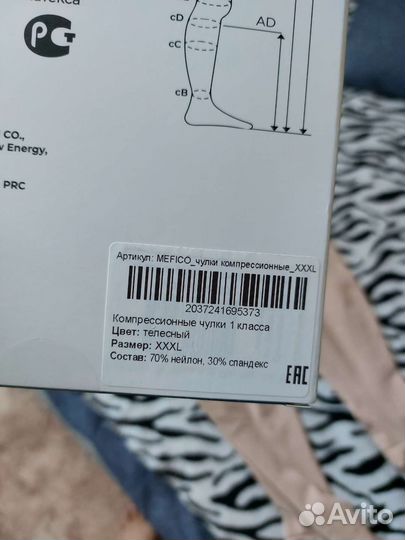 cD
AD
cC
cB
РСТ
CO.,
Energy,
PRC
Артикул: MEFICO_чулки компрессионные_XXXL
2037241695373
Компрессионные чулки 1 класса
Цвет: телесный
Размер: XXXL
Состав: 70% нейлон, 30% спандекс
EAC
Avito